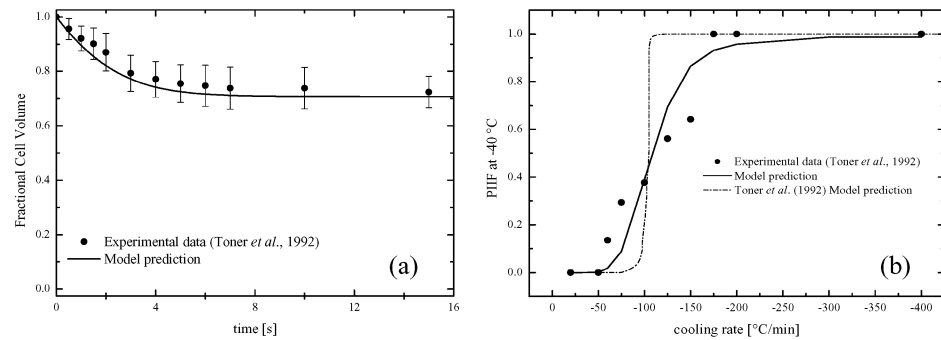 1.0
0.8
0.6
0.4
0.2
0.0
Fractional Cell Volume
Experimental data (Toner et al., 1992)
Model prediction
(a)
0 4 8 12 16
time [s]
1.0
0.8
0.6
0.4
0.2
0.0
PIIF at -40 °C
Experimental data (Toner et al., 1992)
Model prediction
Toner et al. (1992) Model prediction
(b)
0 -50 -100 -150 -200 -250 -300 -350 -400
cooling rate [°C/min]